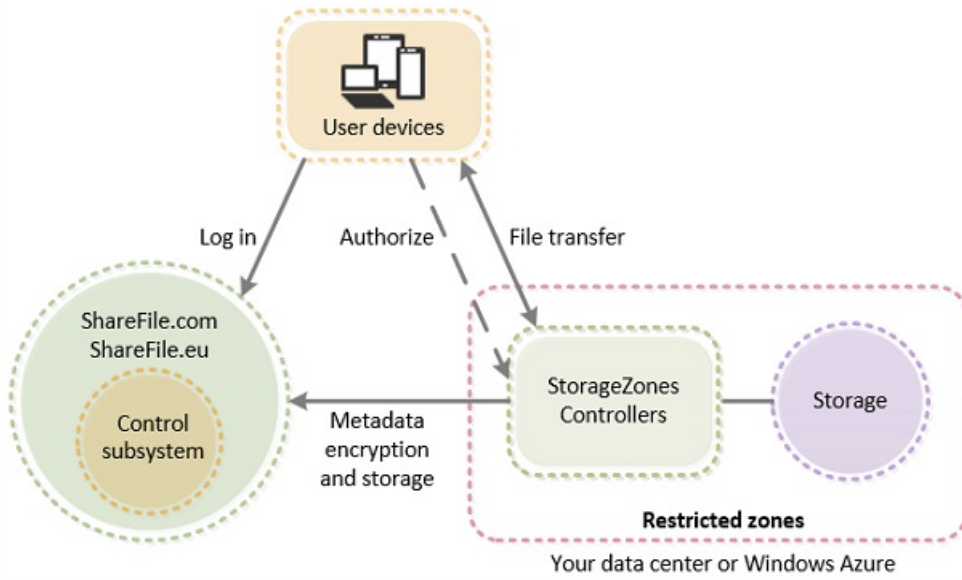 User devices
Log in
Authorize
File transfer
ShareFile.com
ShareFile.eu
Control
subsystem
Metadata
encryption
and storage
StorageZones
Controllers
Storage
Restricted zones
Your data center or Windows Azure